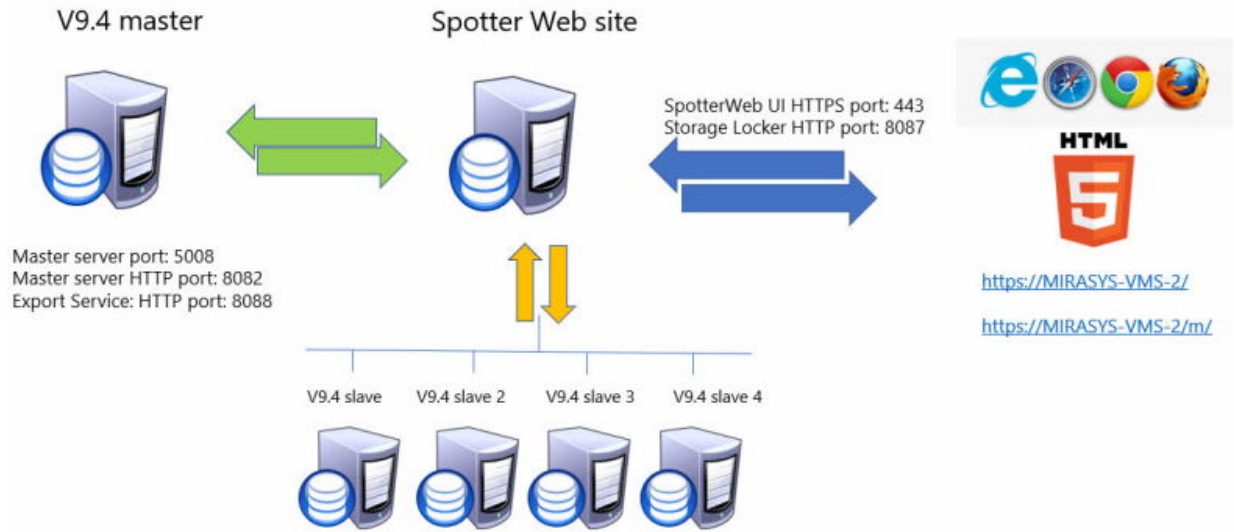 V9.4 master
Spotter Web site
SpotterWeb UI HTTPS port: 443
Storage Locker HTTP port: 8087
HTML
5
Master server port: 5008
Master server HTTP port: 8082
Export Service: HTTP port: 8088
https://MIRASYS-VMS-2/
https://MIRASYS-VMS-2/m/
V9.4 slave
V9.4 slave 2
V9.4 slave 3
V9.4 slave 4